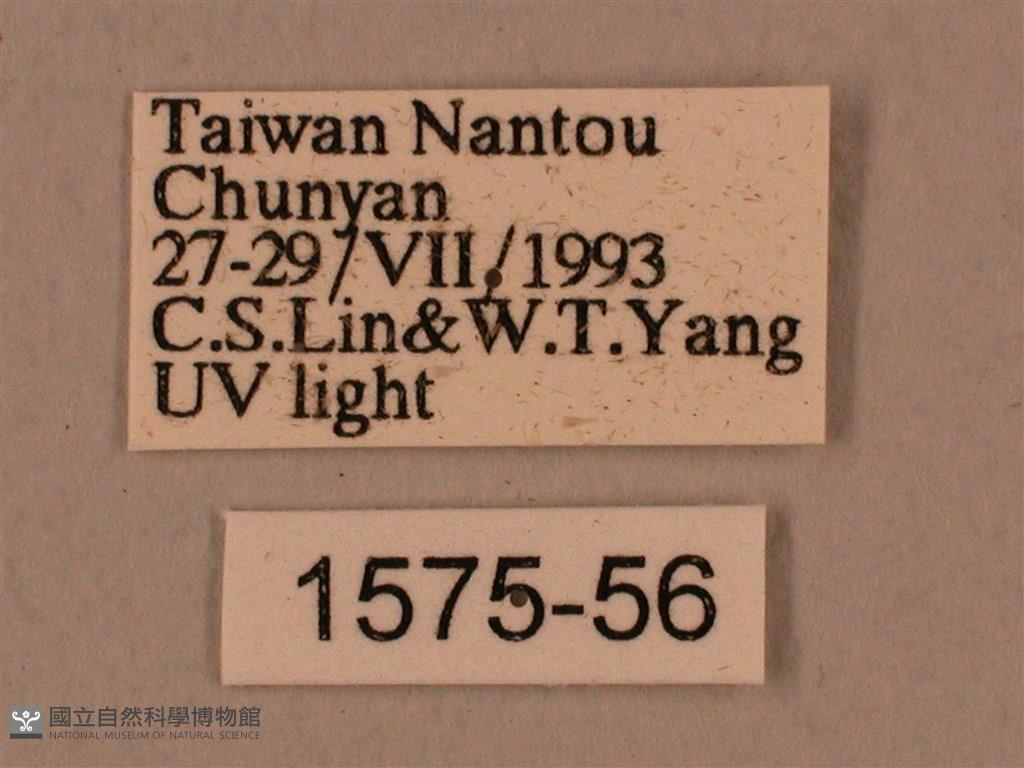 Taiwan Nantou
Chunyan
27-29/VII/1993
C.S.Lin&W.T.Yang
UV light
1575-56
國立自然科學博物館
NATIONAL MUSEUM OF NATURAL SCIENCE